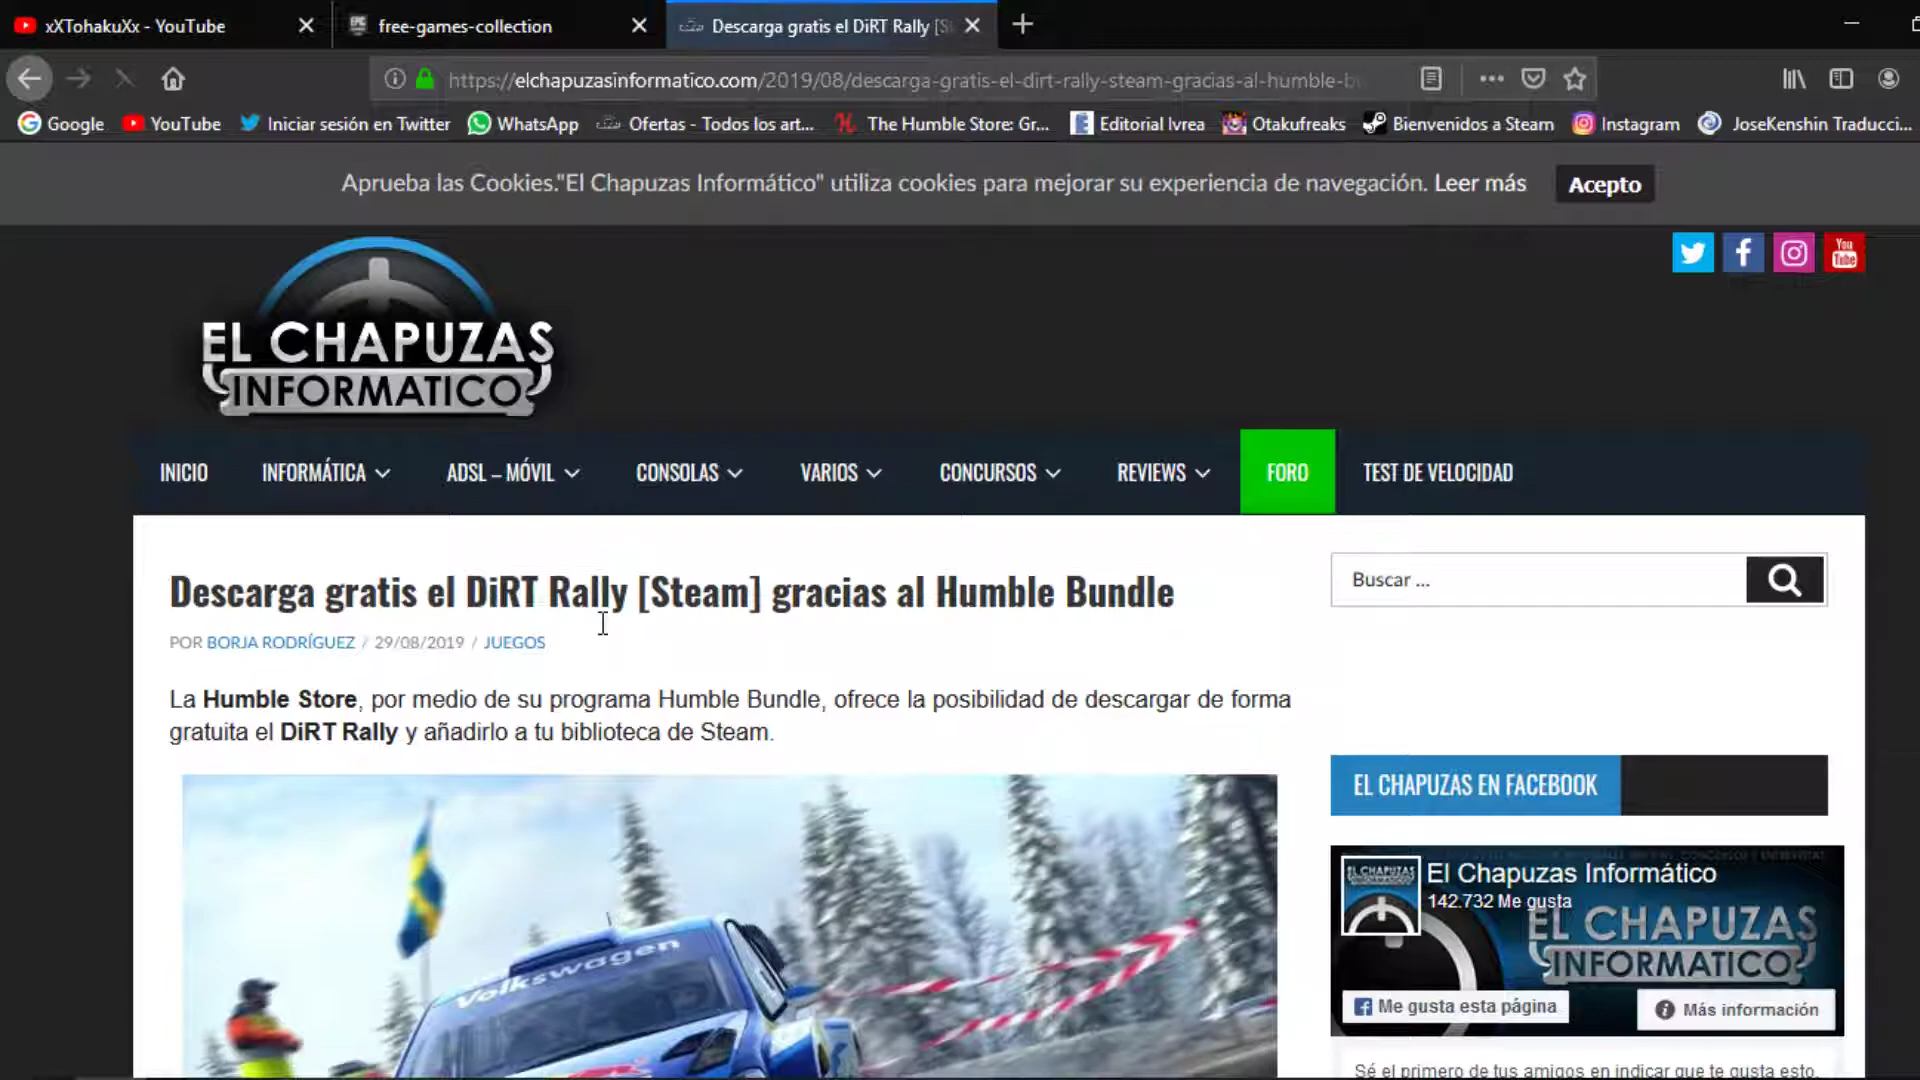 xXTohakuXx - YouTube
free-games-collection
Descarga gratis el DiRT Rally [S
https://elchapuzasinformatico.com/2019/08/descarga-gratis-el-dirt-rally-steam-gracias-al-humble-b
Google
YouTube
Iniciar sesión en Twitter
WhatsApp
Ofertas - Todos los art...
The Humble Store: Gr...
Editorial Ivrea
Otakufreaks
Bienvenidos a Steam
Instagram
JoseKenshin Traducci...
Aprueba las Cookies."El Chapuzas Informático" utiliza cookies para mejorar su experiencia de navegación. Leer más
Acepto
You
Tube
EL CHAPUZAS
INFORMATICO
INICIO
INFORMÁTICA
ADSL – MÓVIL
CONSOLAS
VARIOS
CONCURSOS
REVIEWS
FORO
TEST DE VELOCIDAD
Descarga gratis el DiRT Rally [Steam] gracias al Humble Bundle
Buscar ...
POR BORJA RODRÍGUEZ / 29/08/2019 / JUEGOS
La Humble Store, por medio de su programa Humble Bundle, ofrece la posibilidad de descargar de forma
gratuita el DiRT Rally y añadirlo a tu biblioteca de Steam.
Volkswagen
EL CHAPUZAS EN FACEBOOK
EL CHAPUZAS
El Chapuzas Informático
142.732 Me gusta
EL CHAPUZAS
INFORMATICO
Me gusta esta página
Más información
Sé el primero de tus amigos en indicar que te gusta esto.